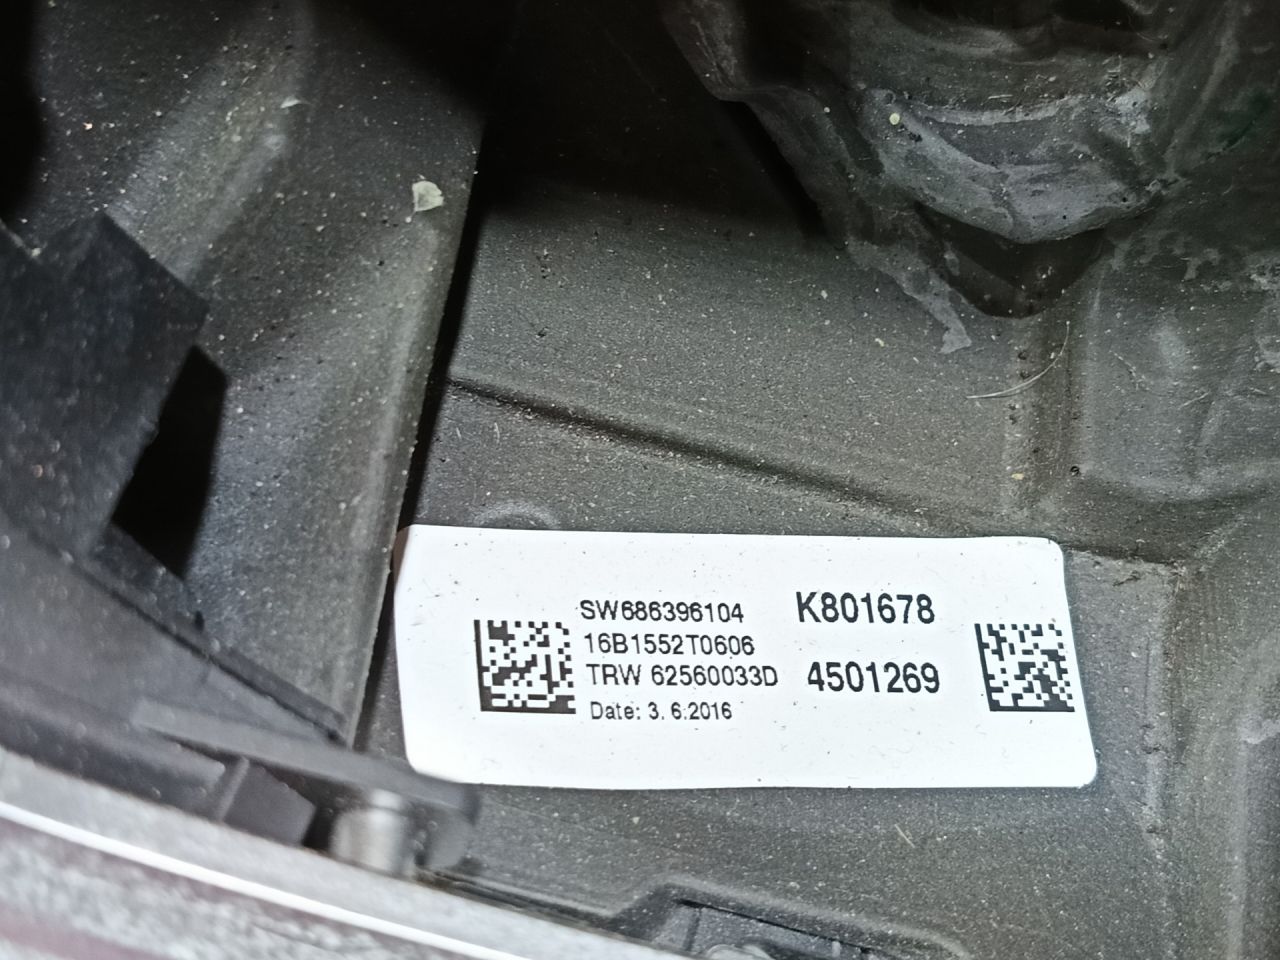 SW686396104 K801678
16B1552T0606
TRW 62560033D 4501269
Date: 3. 6.2016